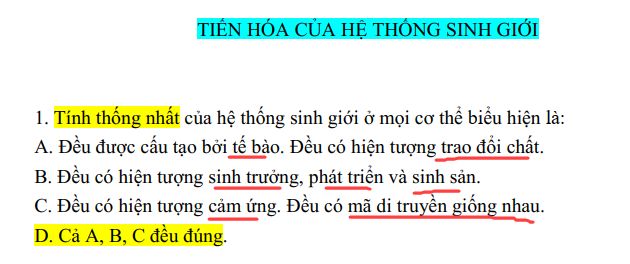 TIẾN HÓA CỦA HỆ THỐNG SINH GIỚI
1. Tính thống nhất của hệ thống sinh giới ở mọi cơ thể biểu hiện là:
A. Đều được cấu tạo bởi tế bào. Đều có hiện tượng trao đổi chất.
B. Đều có hiện tượng sinh trưởng, phát triển và sinh sản.
C. Đều có hiện tượng cảm ứng. Đều có mã di truyền giống nhau.
D. Cả A, B, C đều đúng.